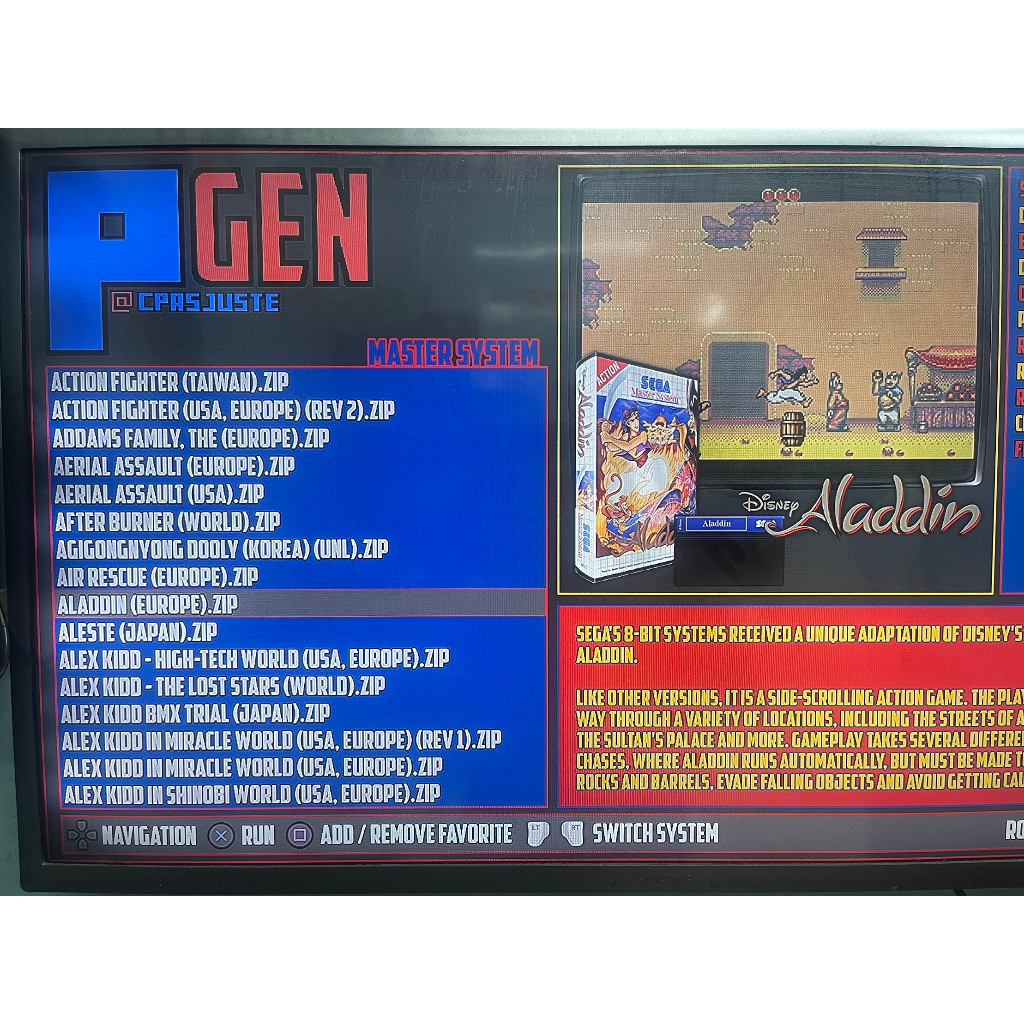 P GEN
@CPASJUSTE
MASTER SYSTEM
ACTION FIGHTER (TAIWAN).ZIP
ACTION FIGHTER (USA, EUROPE) (REV 2).ZIP
ADDAMS FAMILY, THE (EUROPE).ZIP
AERIAL ASSAULT (EUROPE).ZIP
AERIAL ASSAULT (USA).ZIP
AFTER BURNER (WORLD).ZIP
AGIGONGNYONG DOOLY (KOREA) (UNL).ZIP
AIR RESCUE (EUROPE).ZIP
ALADDIN (EUROPE).ZIP
ALESTE (JAPAN).ZIP
ALEX KIDD - HIGH-TECH WORLD (USA, EUROPE).ZIP
ALEX KIDD - THE LOST STARS (WORLD).ZIP
ALEX KIDD BMX TRIAL (JAPAN).ZIP
ALEX KIDD IN MIRACLE WORLD (USA, EUROPE) (REV 1).ZIP
ALEX KIDD IN MIRACLE WORLD (USA, EUROPE).ZIP
ALEX KIDD IN SHINOBI WORLD (USA, EUROPE).ZIP
ACTION
SEGA
Master System
Aladdin
SEGA
Aladdin
SEGA
DISNEY Aladdin
SEGA'S 8-BIT SYSTEMS RECEIVED A UNIQUE ADAPTATION OF DISNEY'S
ALADDIN.
LIKE OTHER VERSIONS, IT IS A SIDE-SCROLLING ACTION GAME. THE
WAY THROUGH A VARIETY OF LOCATIONS, INCLUDING THE STREETS OF
THE SULTAN'S PALACE AND MORE. GAMEPLAY TAKES SEVERAL
CHASES, WHERE ALADDIN RUNS AUTOMATICALLY, BUT MUST BE MADE
ROCKS AND BARRELS, EVADE FALLING OBJECTS AND AVOID GETTING
NAVIGATION RUN ADD / REMOVE FAVORITE SWITCH SYSTEM